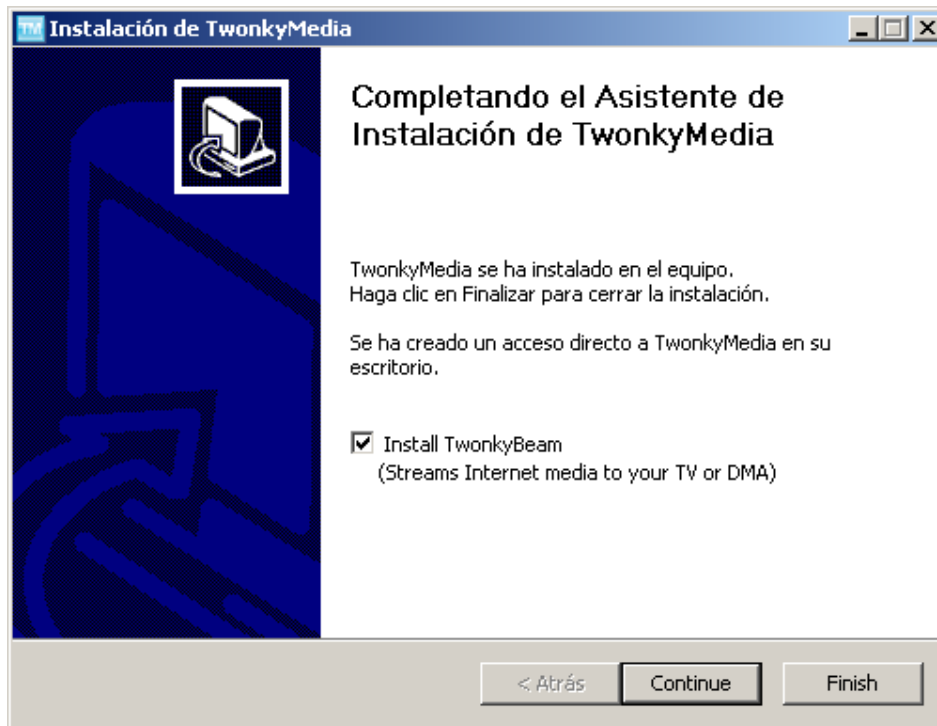 TM Instalación de TwonkyMedia
Completando el Asistente de
Instalación de TwonkyMedia
TwonkyMedia se ha instalado en el equipo.
Haga clic en Finalizar para cerrar la instalación.
Se ha creado un acceso directo a TwonkyMedia en su
escritorio.
Install TwonkyBeam
(Streams Internet media to your TV or DMA)
< Atrás Continue Finish